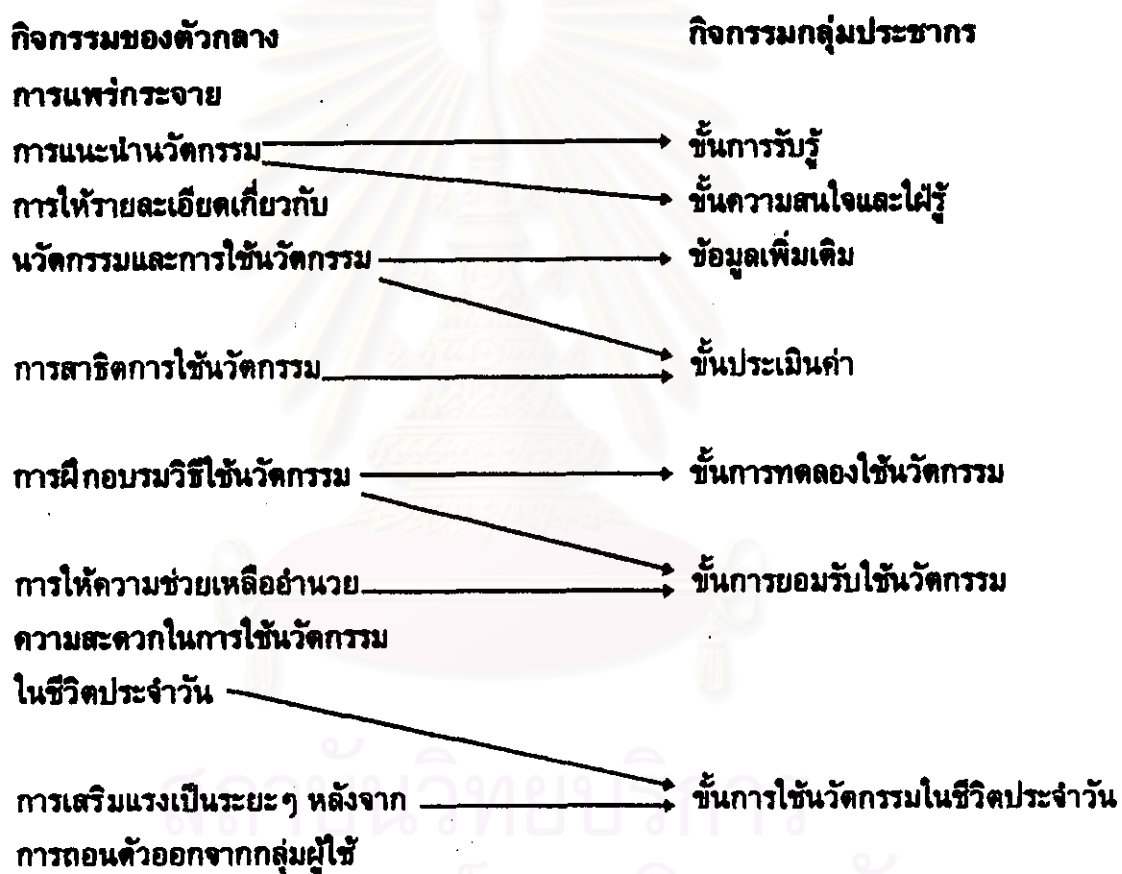 กิจกรรมของตัวกลาง
กิจกรรมกลุ่มประชากร
การแพร่กระจาย
การแนะนำนวัตกรรม
ขั้นการรับรู้
การให้รายละเอียดเกี่ยวกับ
ขั้นความสนใจและใฝ่รู้
นวัตกรรมและการใช้นวัตกรรม
ข้อมูลเพิ่มเติม
การสาธิตการใช้นวัตกรรม
ขั้นประเมินค่า
การฝึกอบรมวิธีใช้นวัตกรรม
ขั้นการทดลองใช้นวัตกรรม
การให้ความช่วยเหลืออำนวย
ขั้นการยอมรับใช้นวัตกรรม
ความสะดวกในการใช้นวัตกรรม
ในชีวิตประจำวัน
การเสริมแรงเป็นระยะๆ หลังจาก
ขั้นการใช้นวัตกรรมในชีวิตประจำวัน
การถอนตัวออกจากกลุ่มผู้ใช้
สถาบันวิทยบริการ